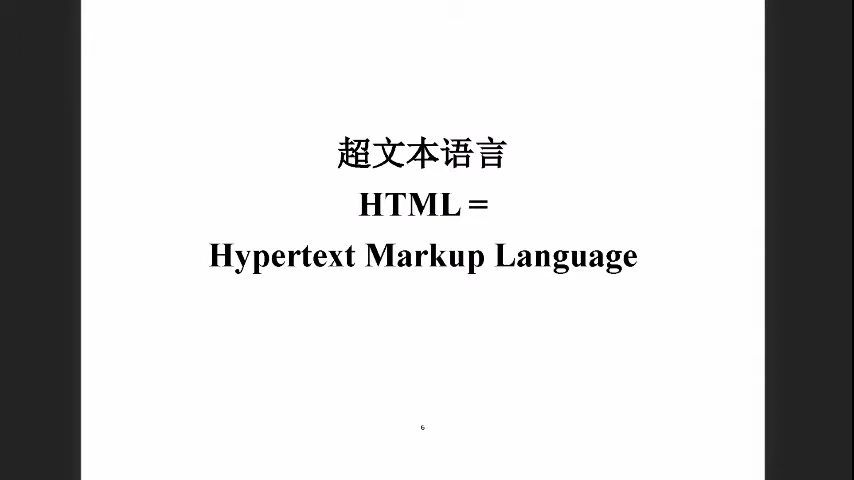 超文本语言
HTML =
Hypertext Markup Language
6